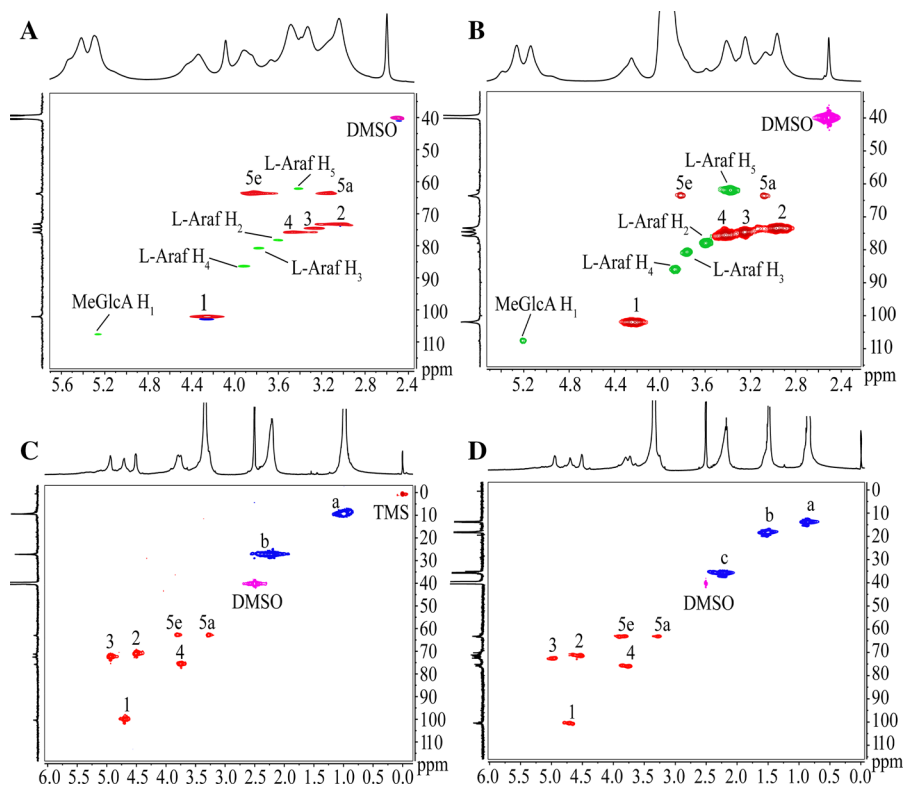 A
B
DMSO
L-Araf H5
5e
5a
L-Araf H2
4
3
2
L-Araf H4
L-Araf H3
MeGlcA H1
1
40
50
60
70
80
90
100
110
ppm
5.6
5.2
4.8
4.4
4.0
3.6
3.2
2.8
2.4
DMSO
L-Araf H5
5e
5a
L-Araf H2
4
3
2
L-Araf H4
L-Araf H3
MeGlcA H1
1
40
50
60
70
80
90
100
110
ppm
5.2
4.8
4.4
4.0
3.6
3.2
2.8
2.4
C
D
a
TMS
b
DMSO
5e
5a
3
2
4
1
0
10
20
30
40
50
60
70
80
90
100
110
ppm
6.0
5.5
5.0
4.5
4.0
3.5
3.0
2.5
2.0
1.5
1.0
0.5
0.0
a
b
c
DMSO
5e
5a
3
2
4
1
0
10
20
30
40
50
60
70
80
90
100
110
ppm
6.0
5.5
5.0
4.5
4.0
3.5
3.0
2.5
2.0
1.5
1.0
0.5
0.0